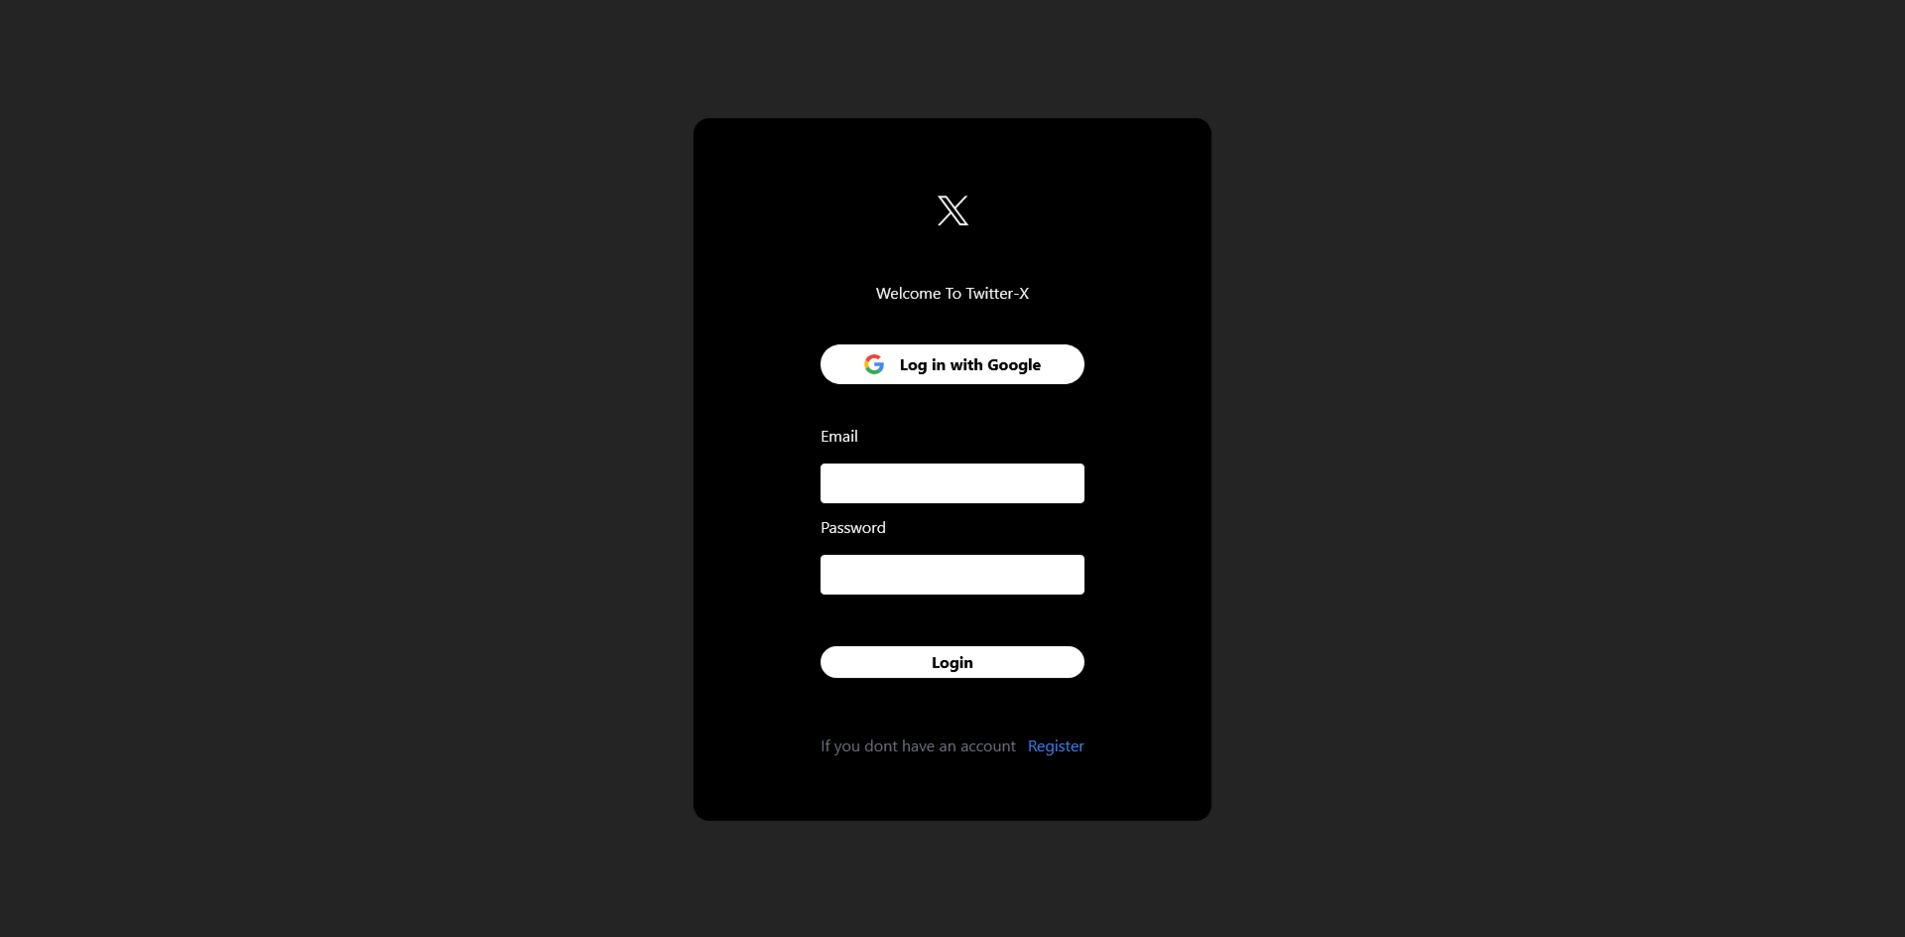 Welcome To Twitter-X
Log in with Google
Email
Password
Login
If you dont have an account Register